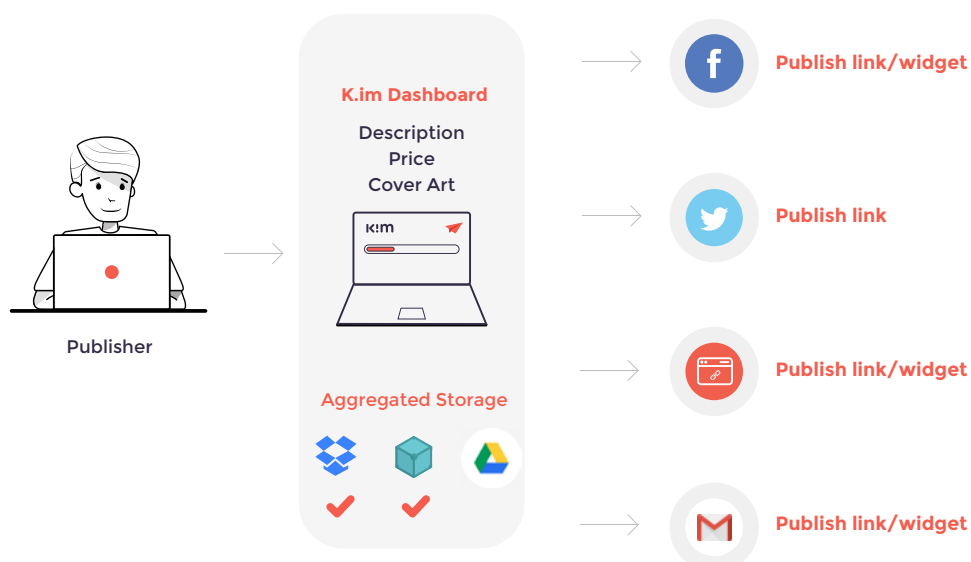 Publisher
K.im Dashboard
Description
Price
Cover Art
K!m
Aggregated Storage
Publish link/widget
Publish link
Publish link/widget
Publish link/widget